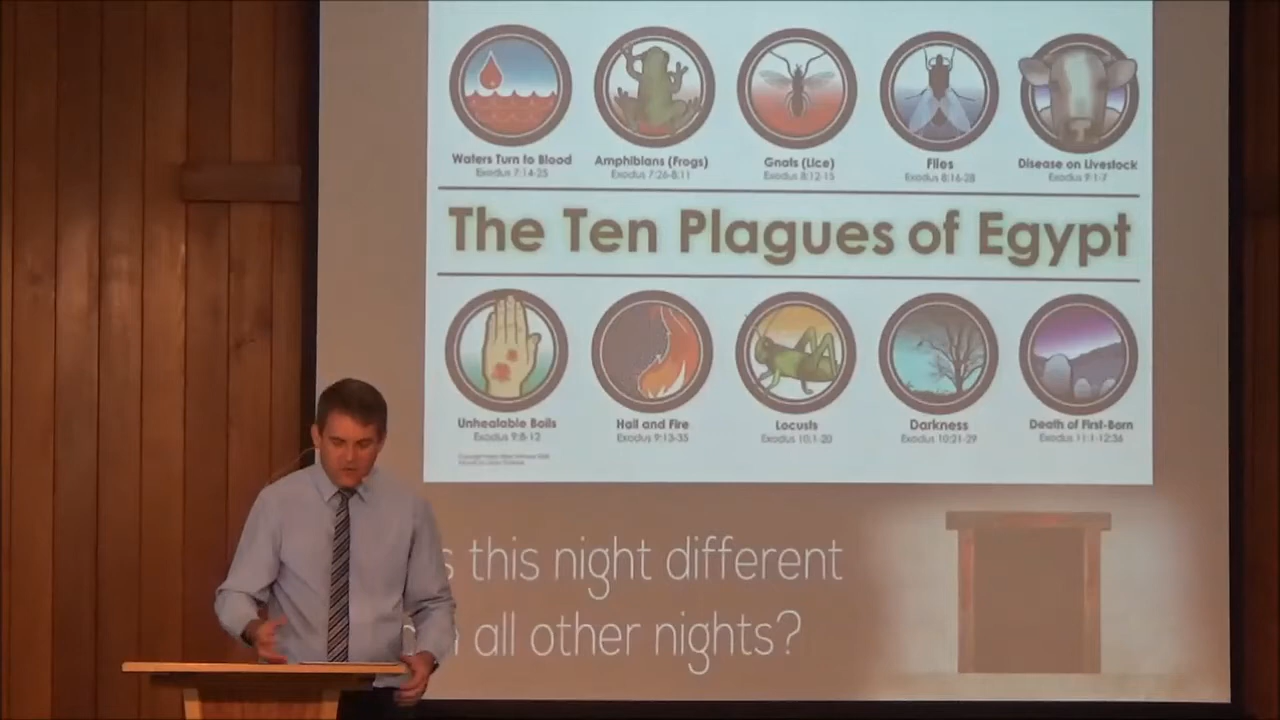 Waters Turn to Blood
Exodus 7:14-25
Amphibians (Frogs)
Exodus 7:26-8:11
Gnats (Lice)
Exodus 8:12-15
Flies
Exodus 8:16-28
Disease on Livestock
Exodus 9:1-7
The Ten Plagues of Egypt
Unhealable Boils
Exodus 9:8-12
Hail and Fire
Exodus 9:13-35
Locusts
Exodus 10:1-20
Darkness
Exodus 10:21-29
Death of First-Born
Exodus 11:1-12:36
s this night different
all other nights?